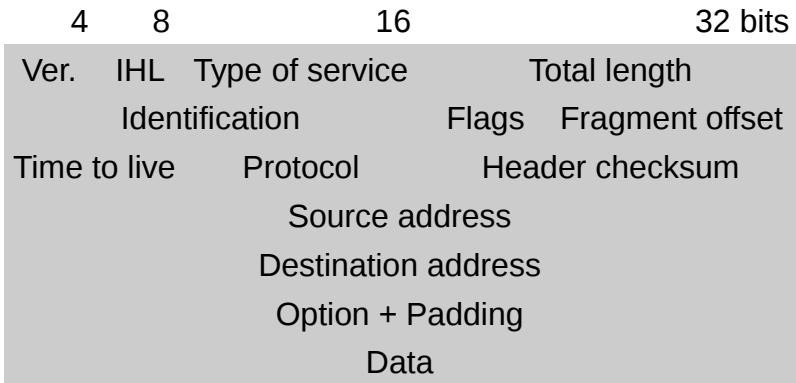 4 8 16 32 bits
Ver. IHL Type of service Total length
Identification Flags Fragment offset
Time to live Protocol Header checksum
Source address
Destination address
Option + Padding
Data